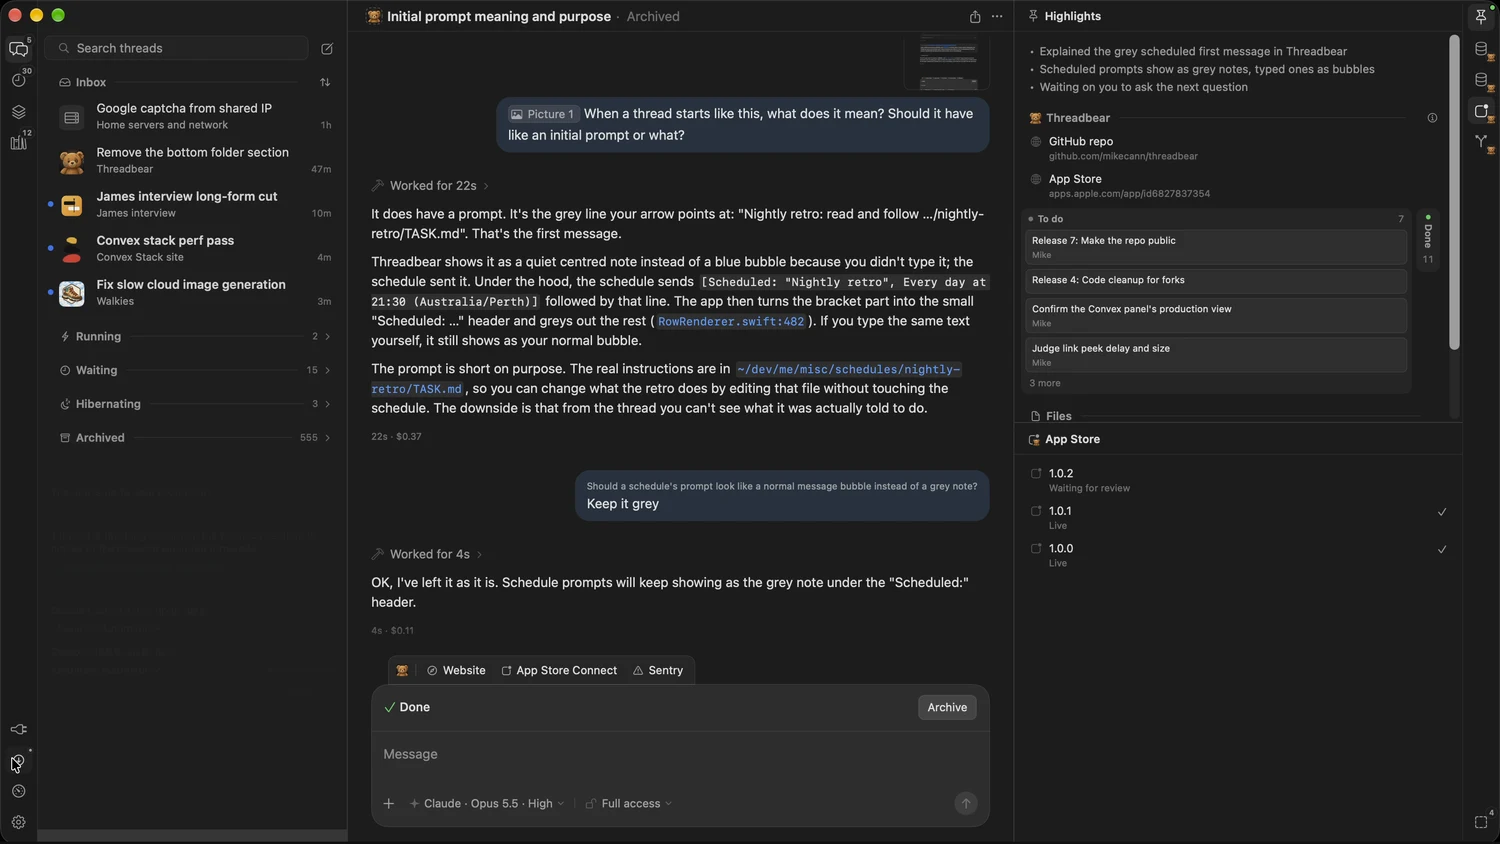 Initial prompt meaning and purpose · Archived
Highlights
5
30
12
Search threads
Inbox
Google captcha from shared IP
Home servers and network
1h
Remove the bottom folder section
Threadbear
47m
James interview long-form cut
James interview
10m
Convex stack perf pass
Convex Stack site
4m
Fix slow cloud image generation
Walkies
3m
Running
2
Waiting
15
Hibernating
3
Archived
555
Picture 1 When a thread starts like this, what does it mean? Should it have
like an initial prompt or what?
Worked for 22s
It does have a prompt. It's the grey line your arrow points at: "Nightly retro: read and follow .../nightly-
retro/TASK.md". That's the first message.
Threadbear shows it as a quiet centred note instead of a blue bubble because you didn't type it; the
schedule sent it. Under the hood, the schedule sends [Scheduled: "Nightly retro", Every day at
21:30 (Australia/Perth)] followed by that line. The app then turns the bracket part into the small
"Scheduled: ..." header and greys out the rest ( RowRenderer.swift:482 ). If you type the same text
yourself, it still shows as your normal bubble.
The prompt is short on purpose. The real instructions are in ~/dev/me/misc/schedules/nightly-
retro/TASK.md , so you can change what the retro does by editing that file without touching the
schedule. The downside is that from the thread you can't see what it was actually told to do.
22s · $0.37
Should a schedule's prompt look like a normal message bubble instead of a grey note?
Keep it grey
Worked for 4s
OK, I've left it as it is. Schedule prompts will keep showing as the grey note under the "Scheduled:"
header.
4s · $0.11
Website
App Store Connect
Sentry
Done
Archive
Message
Claude · Opus 5.5 · High
Full access
• Explained the grey scheduled first message in Threadbear
• Scheduled prompts show as grey notes, typed ones as bubbles
• Waiting on you to ask the next question
Threadbear
GitHub repo
github.com/mikecann/threadbear
App Store
apps.apple.com/app/id6827837354
To do
7
Release 7: Make the repo public
Mike
Release 4: Code cleanup for forks
Confirm the Convex panel's production view
Mike
Judge link peek delay and size
Mike
3 more
Done
11
Files
App Store
1.0.2
Waiting for review
1.0.1
Live
1.0.0
Live
4